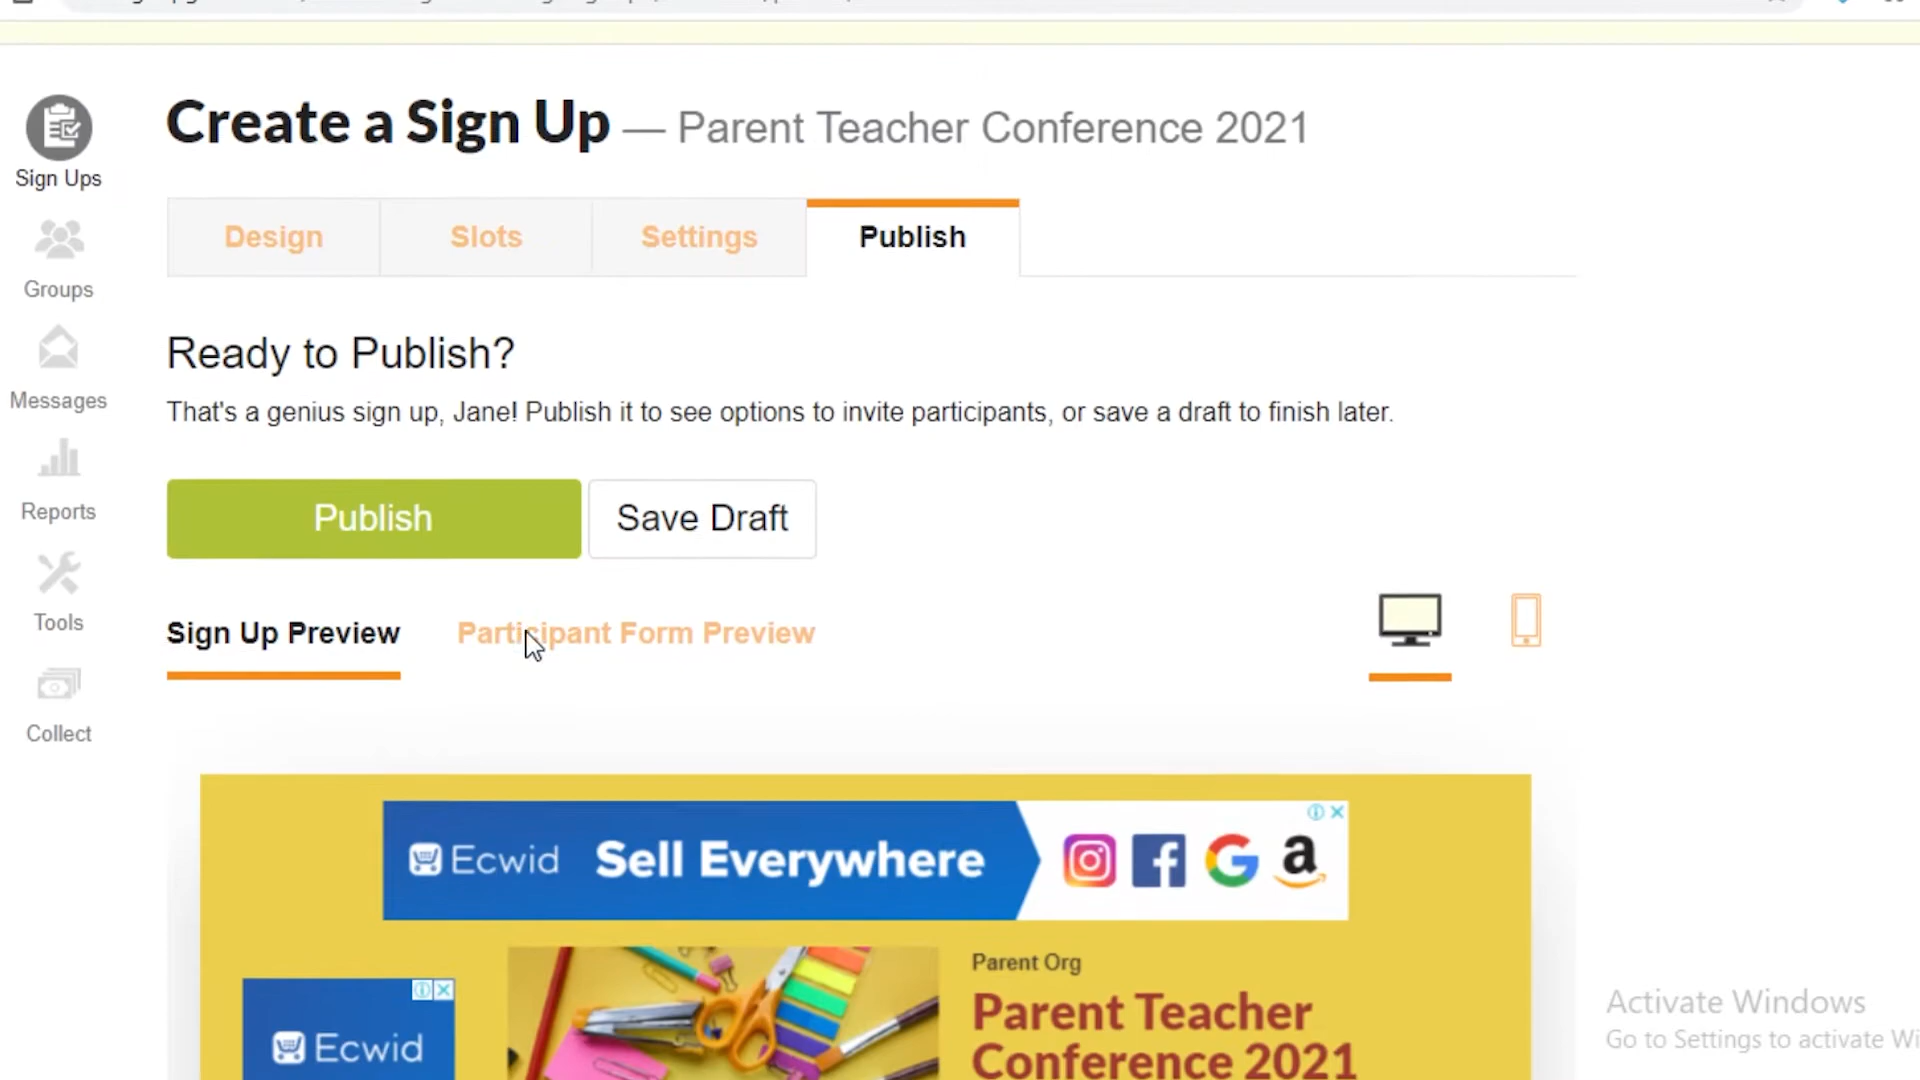 Create a Sign Up — Parent Teacher Conference 2021
Sign Ups
Groups
Messages
Reports
Tools
Collect
Design
Slots
Settings
Publish
Ready to Publish?
That's a genius sign up, Jane! Publish it to see options to invite participants, or save a draft to finish later.
Publish
Save Draft
Sign Up Preview
Participant Form Preview
Ecwid
Sell Everywhere
Ecwid
Parent Org
Parent Teacher
Conference 2021
Activate Windows
Go to Settings to activate Wi